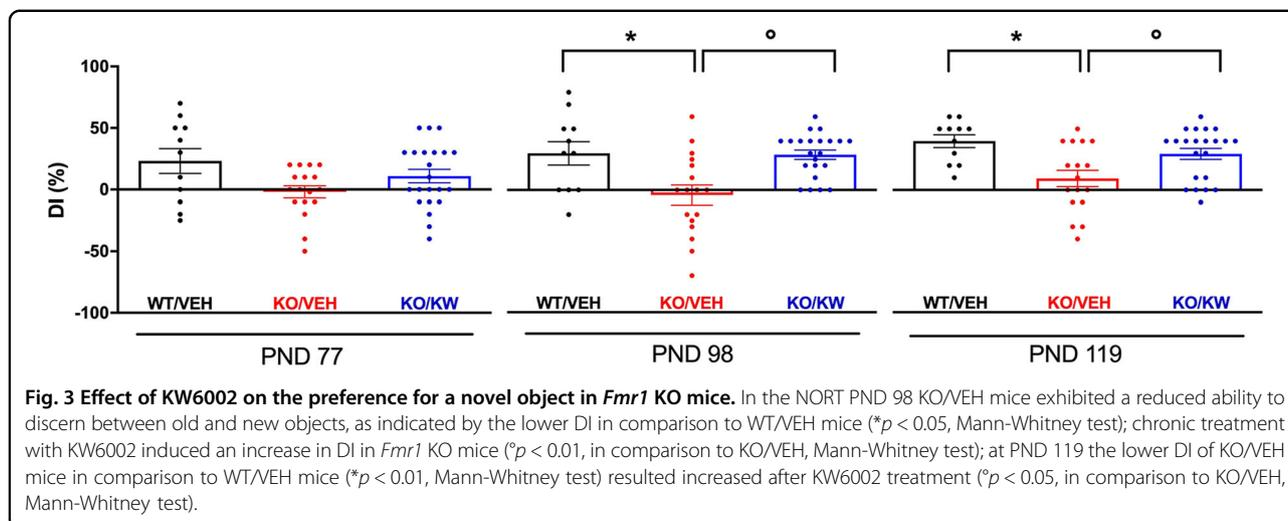 * ° * °
100
50
0
-50
-100
DI (%)
WT/VEH KO/VEH KO/KW WT/VEH KO/VEH KO/KW WT/VEH KO/VEH KO/KW
PND 77 PND 98 PND 119
Fig. 3 Effect of KW6002 on the preference for a novel object in Fmr1 KO mice. In the NORT PND 98 KO/VEH mice exhibited a reduced ability to
discern between old and new objects, as indicated by the lower DI in comparison to WT/VEH mice (*p < 0.05, Mann-Whitney test); chronic treatment
with KW6002 induced an increase in DI in Fmr1 KO mice (°p < 0.01, in comparison to KO/VEH, Mann-Whitney test); at PND 119 the lower DI of KO/VEH
mice in comparison to WT/VEH mice (*p < 0.01, Mann-Whitney test) resulted increased after KW6002 treatment (°p < 0.05, in comparison to KO/VEH,
Mann-Whitney test).